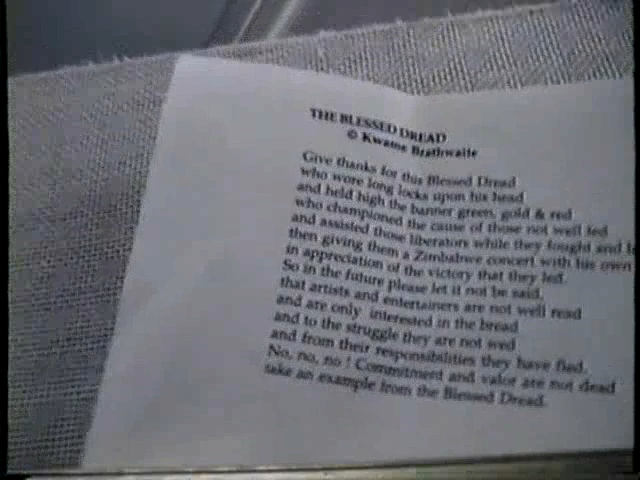 THE BLESSED DREAD
© Kwame Brathwaite
Give thanks for this Blessed Dread
who wore long locks upon his head
and held high the banner green, gold & red
who championed the cause of those not well fed
and assisted those liberators while they fought and
then giving them a Zimbabwe concert with his own
in appreciation of the victory that they led.
So in the future please let it not be said,
that artists and entertainers are not well read
and are only interested in the bread
and to the struggle they are not wed
and from their responsibilities they have fled.
No, no, no ! Commitment and valor are not dead
take an example from the Blessed Dread.